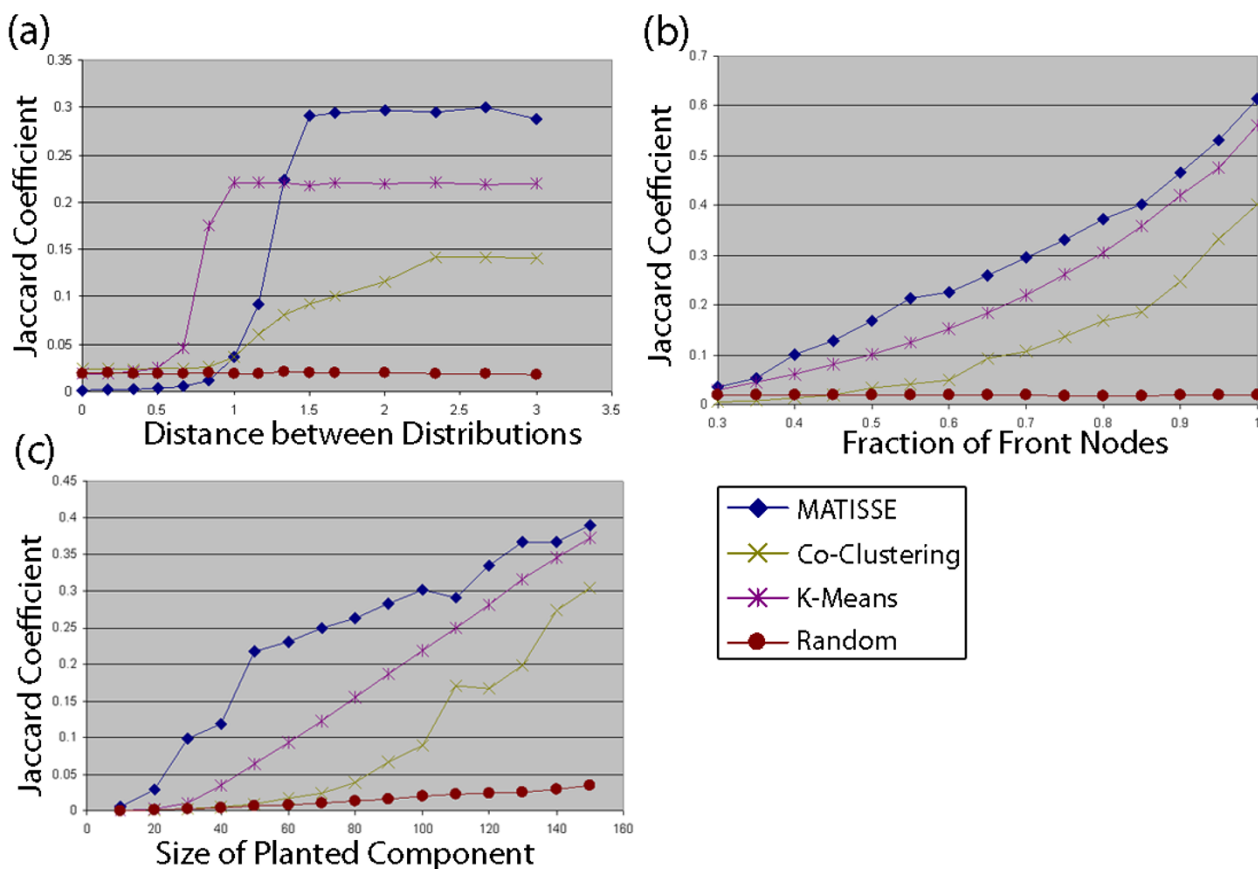 (a)
0.35
0.3
0.25
0.2
0.15
0.1
0.05
0
0 0.5 1 1.5 2 2.5 3 3.5
Jaccard Coefficient
Distance between Distributions
(b)
0.7
0.6
0.5
0.4
0.3
0.2
0.1
0
0.3 0.4 0.5 0.6 0.7 0.8 0.9 1
Jaccard Coefficient
Fraction of Front Nodes
(c)
0.45
0.4
0.35
0.3
0.25
0.2
0.15
0.1
0.05
0
0 20 40 60 80 100 120 140 160
Jaccard Coefficient
Size of Planted Component
MATISSE
Co-Clustering
K-Means
Random